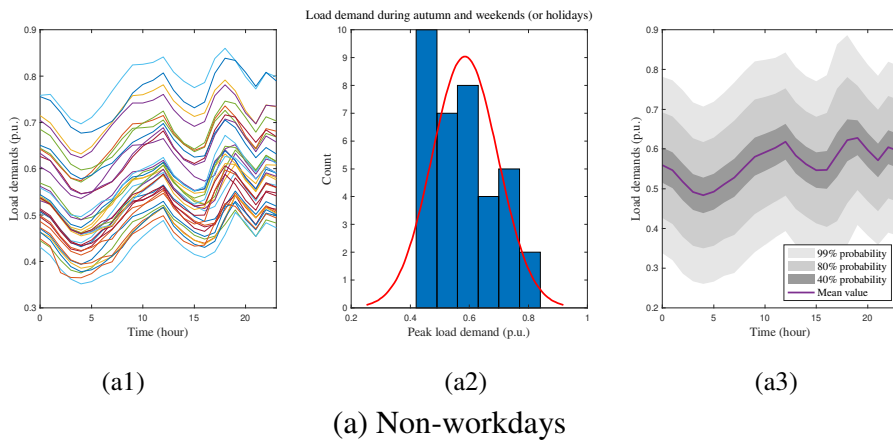 Load demand during autumn and weekends (or holidays)
0.9
0.8
0.7
0.6
0.5
0.4
0.3
Load demands (p.u.)
0
5
10
15
20
Time (hour)
10
9
8
7
6
5
4
3
2
1
0
Count
0.2
0.4
0.6
0.8
1
Peak load demand (p.u.)
0.9
0.8
0.7
0.6
0.5
0.4
0.3
0.2
Load demands (p.u.)
99% probability
80% probability
40% probability
Mean value
0
5
10
15
20
Time (hour)
(a1)
(a2)
(a3)
(a) Non-workdays